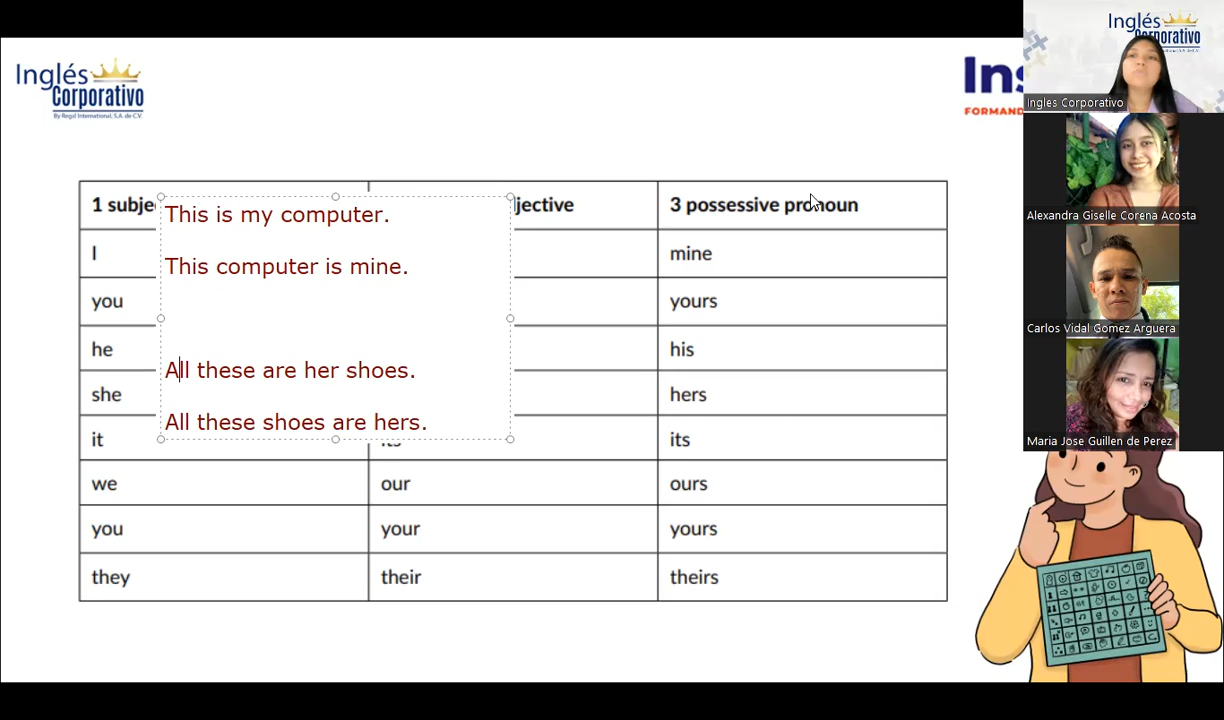 Inglés
Corporativo
By Regal International, S.A. de C.V.
Ins
FORMAND
Inglés
Corporativo
Ingles Corporativo
Alexandra Giselle Corena Acosta
Carlos Vidal Gomez Arguera
Maria Jose Guillen de Perez
1 subje
jective
3 possessive pronoun
This is my computer.
This computer is mine.
All these are her shoes.
All these shoes are hers.
I
mine
you
yours
he
his
she
hers
it
its
its
we
our
ours
you
your
yours
they
their
theirs